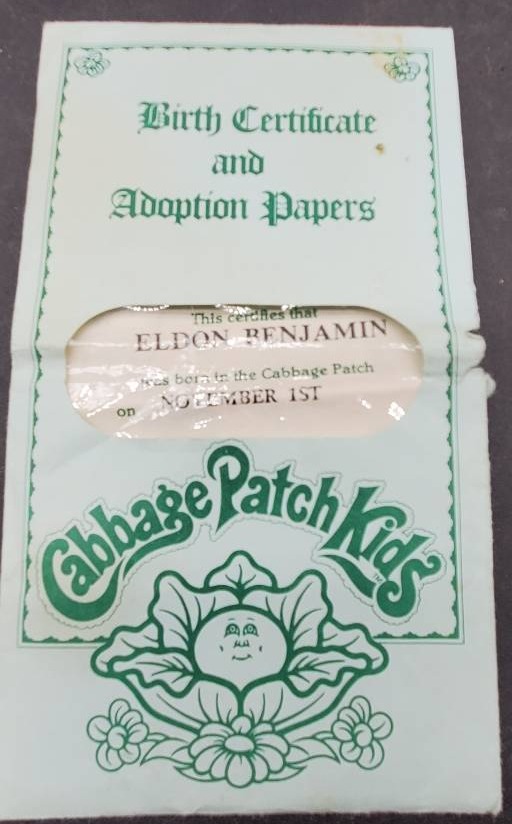 Birth Certificate
and
Adoption Papers
This certifies that
ELDON BENJAMIN
was born in the Cabbage Patch
on NOVEMBER 1ST
Cabbage Patch Kids™